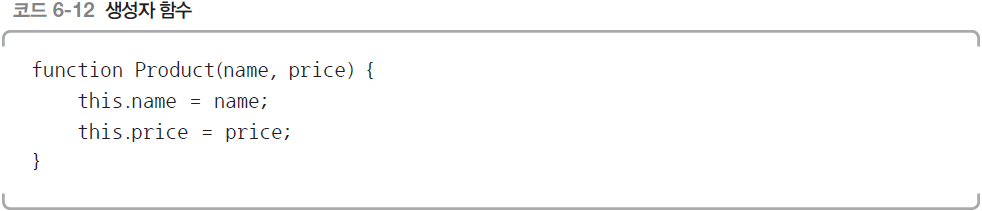 코드 6-12 생성자 함수
function Product(name, price) {
    this.name = name;
    this.price = price;
}